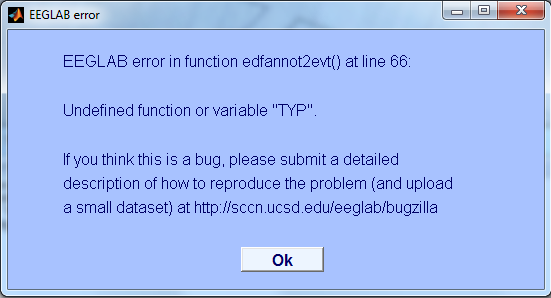 EEGLAB error
EEGLAB error in function edfannot2evt() at line 66:
Undefined function or variable "TYP".
If you think this is a bug, please submit a detailed
description of how to reproduce the problem (and upload
a small dataset) at http://sccn.ucsd.edu/eeglab/bugzilla
Ok